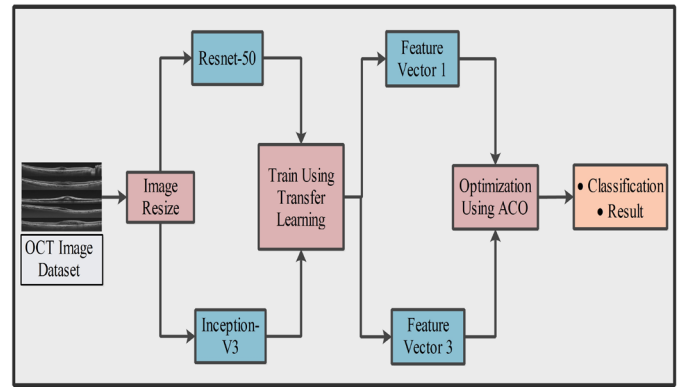 OCT Image
Dataset
Image
Resize
Resnet-50
Inception-
V3
Train Using
Transfer
Learning
Feature
Vector 1
Feature
Vector 3
Optimization
Using ACO
• Classification
• Result